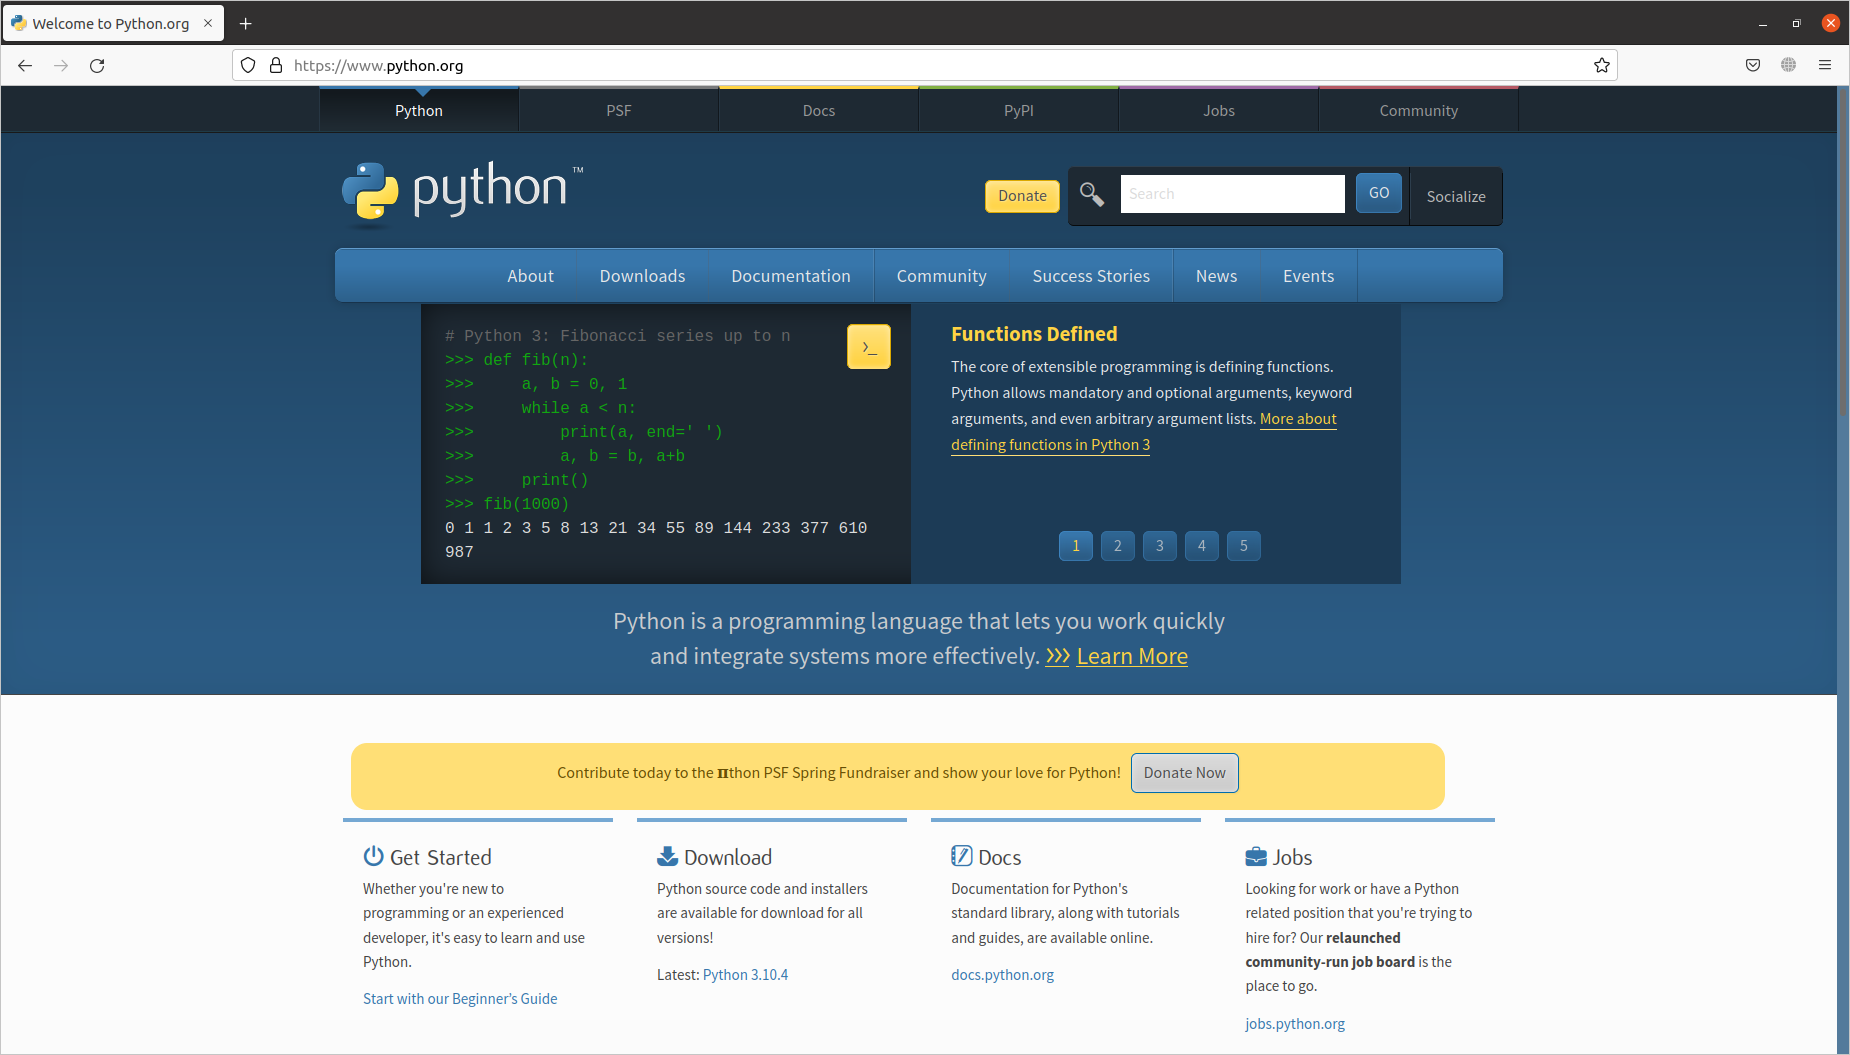 Welcome to Python.org
https://www.python.org
Python
PSF
Docs
PyPI
Jobs
Community
python™
Donate
Search
GO
Socialize
About
Downloads
Documentation
Community
Success Stories
News
Events
# Python 3: Fibonacci series up to n
>>> def fib(n):
>>>     a, b = 0, 1
>>>     while a < n:
>>>         print(a, end=' ')
>>>         a, b = b, a+b
>>>     print()
>>> fib(1000)
0 1 1 2 3 5 8 13 21 34 55 89 144 233 377 610
987
>_
Functions Defined
The core of extensible programming is defining functions.
Python allows mandatory and optional arguments, keyword
arguments, and even arbitrary argument lists. More about
defining functions in Python 3
1
2
3
4
5
Python is a programming language that lets you work quickly
and integrate systems more effectively. >>> Learn More
Contribute today to the 𝛑thon PSF Spring Fundraiser and show your love for Python!
Donate Now
Get Started
Whether you're new to
programming or an experienced
developer, it's easy to learn and use
Python.
Start with our Beginner's Guide
Download
Python source code and installers
are available for download for all
versions!
Latest: Python 3.10.4
Docs
Documentation for Python's
standard library, along with tutorials
and guides, are available online.
docs.python.org
Jobs
Looking for work or have a Python
related position that you're trying to
hire for? Our relaunched
community-run job board is the
place to go.
jobs.python.org